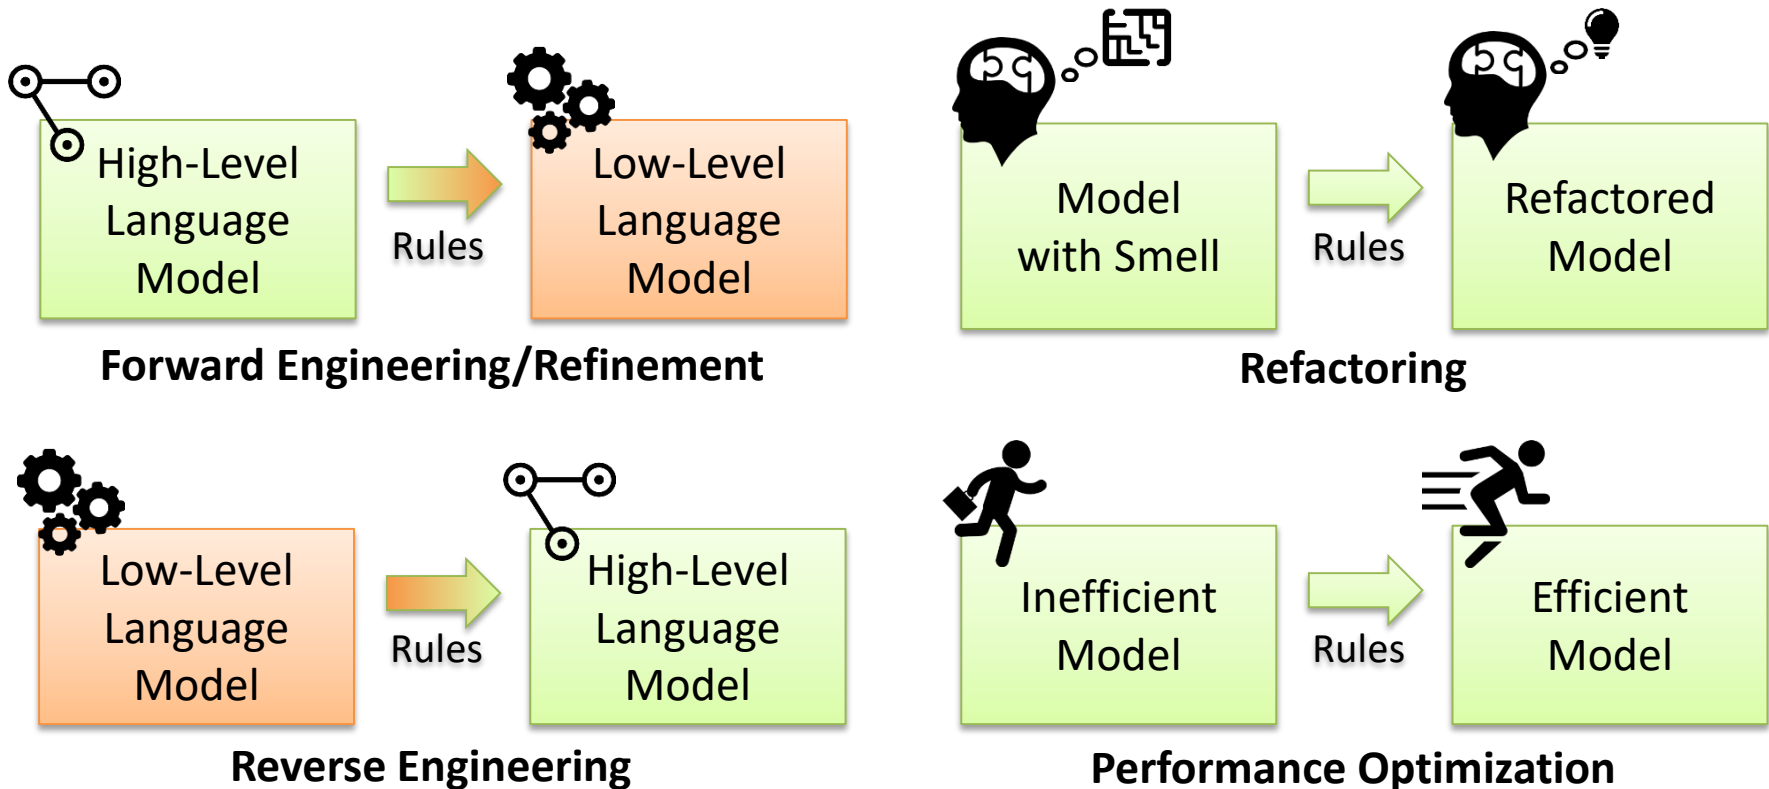 High-Level
Language
Model
Rules
Low-Level
Language
Model
Forward Engineering/Refinement
Model
with Smell
Rules
Refactored
Model
Refactoring
Low-Level
Language
Model
Rules
High-Level
Language
Model
Reverse Engineering
Inefficient
Model
Rules
Efficient
Model
Performance Optimization